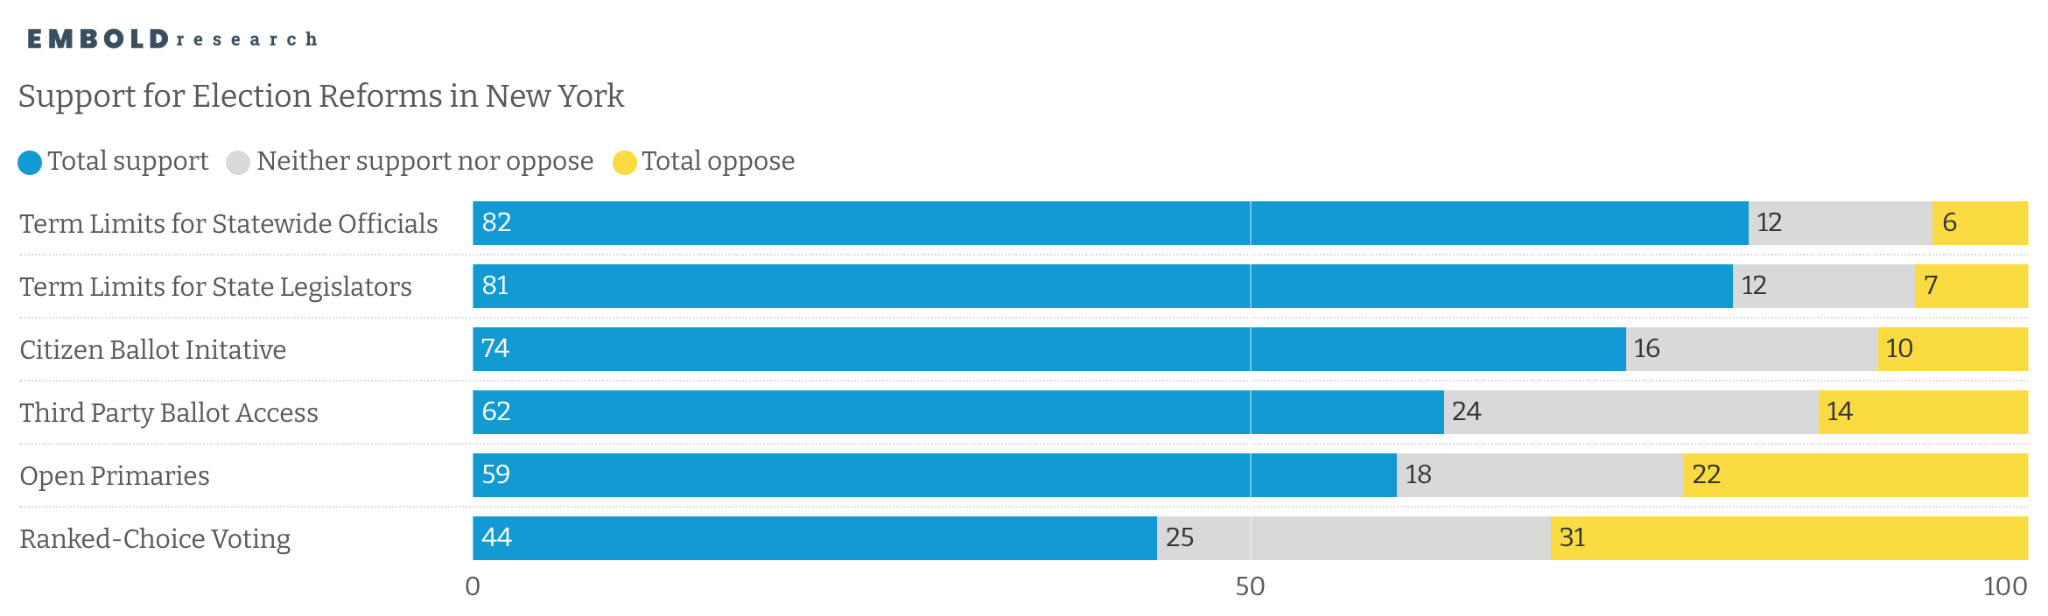 EMBOLD research
Support for Election Reforms in New York
Total support Neither support nor oppose Total oppose
Term Limits for Statewide Officials 82 12 6
Term Limits for State Legislators 81 12 7
Citizen Ballot Initative 74 16 10
Third Party Ballot Access 62 24 14
Open Primaries 59 18 22
Ranked-Choice Voting 44 25 31
0 50 100